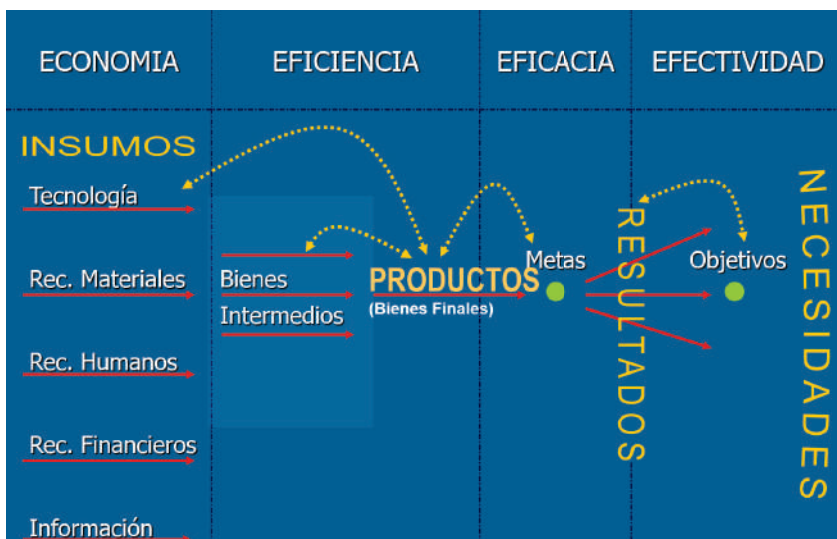 ECONOMIA
EFICIENCIA
EFICACIA
EFECTIVIDAD
INSUMOS
Tecnología
Rec. Materiales
Rec. Humanos
Rec. Financieros
Información
Bienes
Intermedios
PRODUCTOS
(Bienes Finales)
Metas
RESULTADOS
Objetivos
NECESIDADES